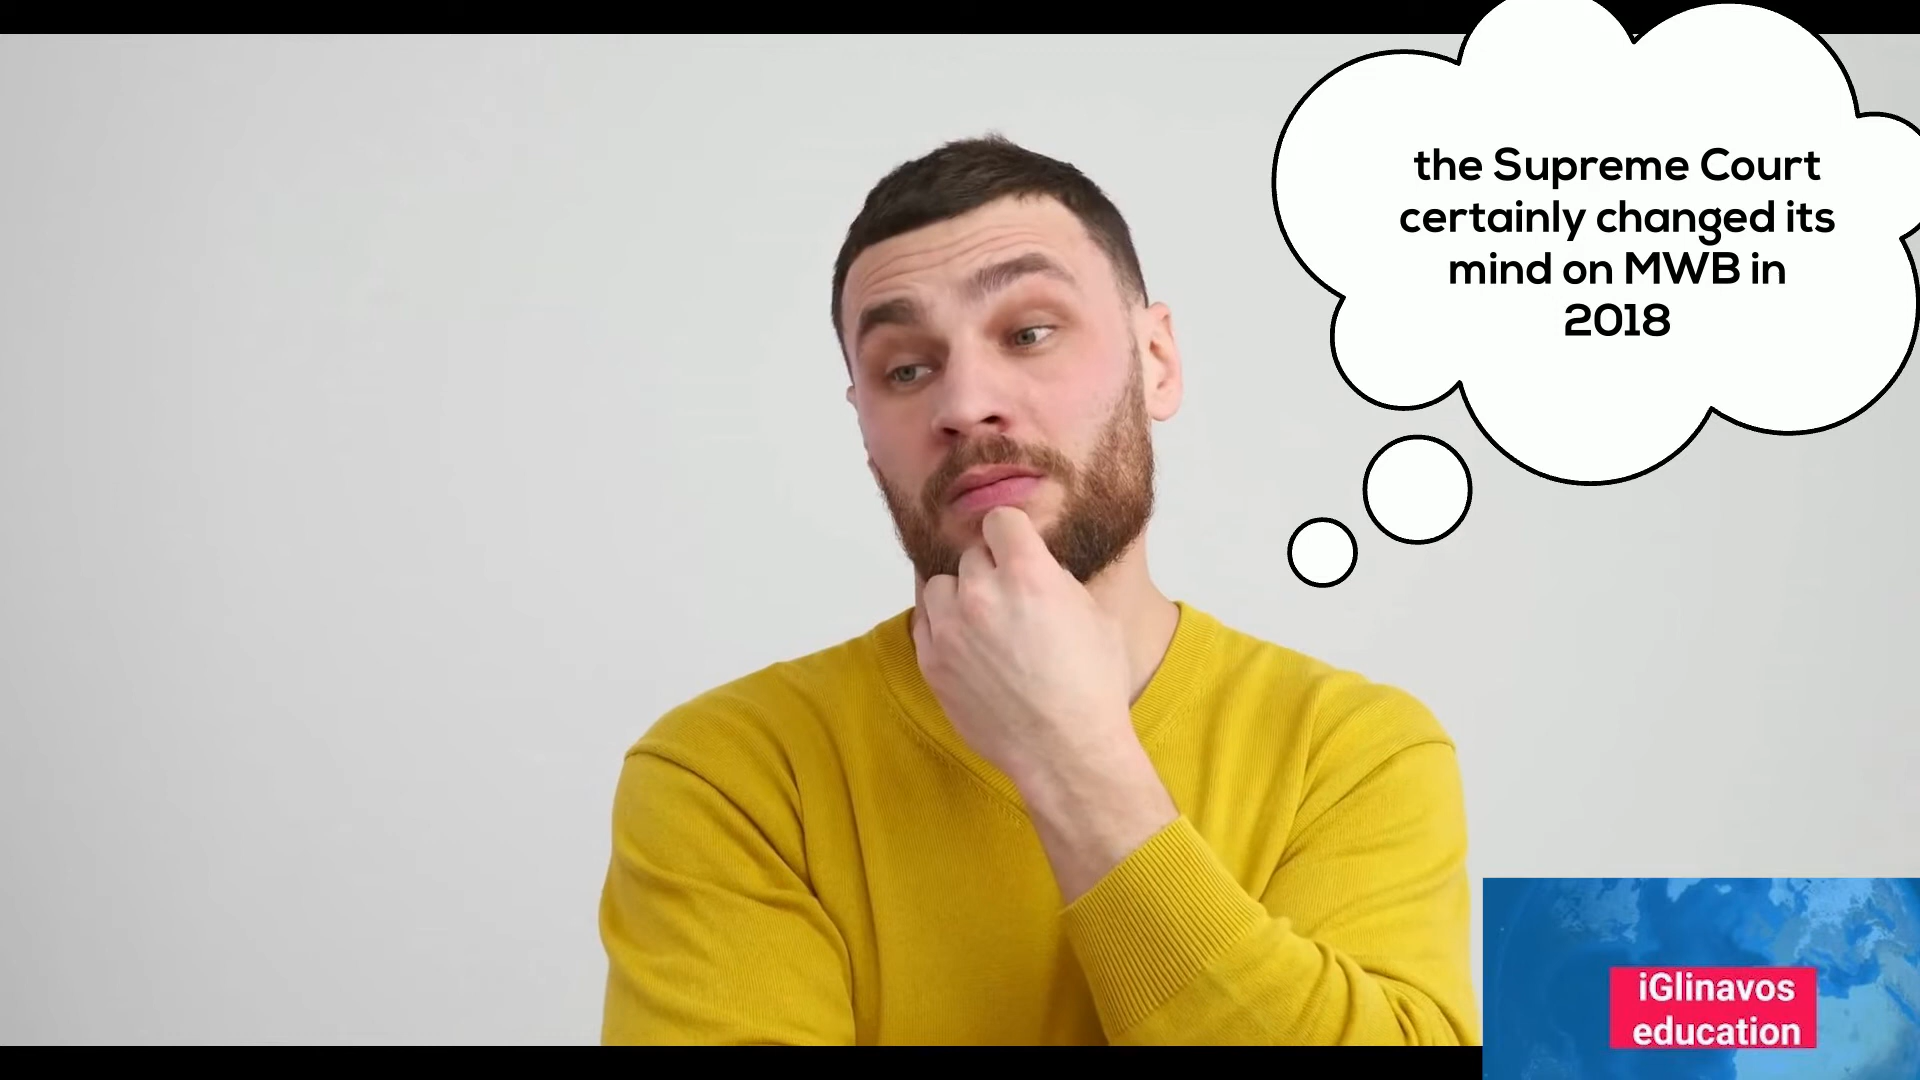 the Supreme Court
certainly changed its
mind on MWB in
2018
iGlinavos
education